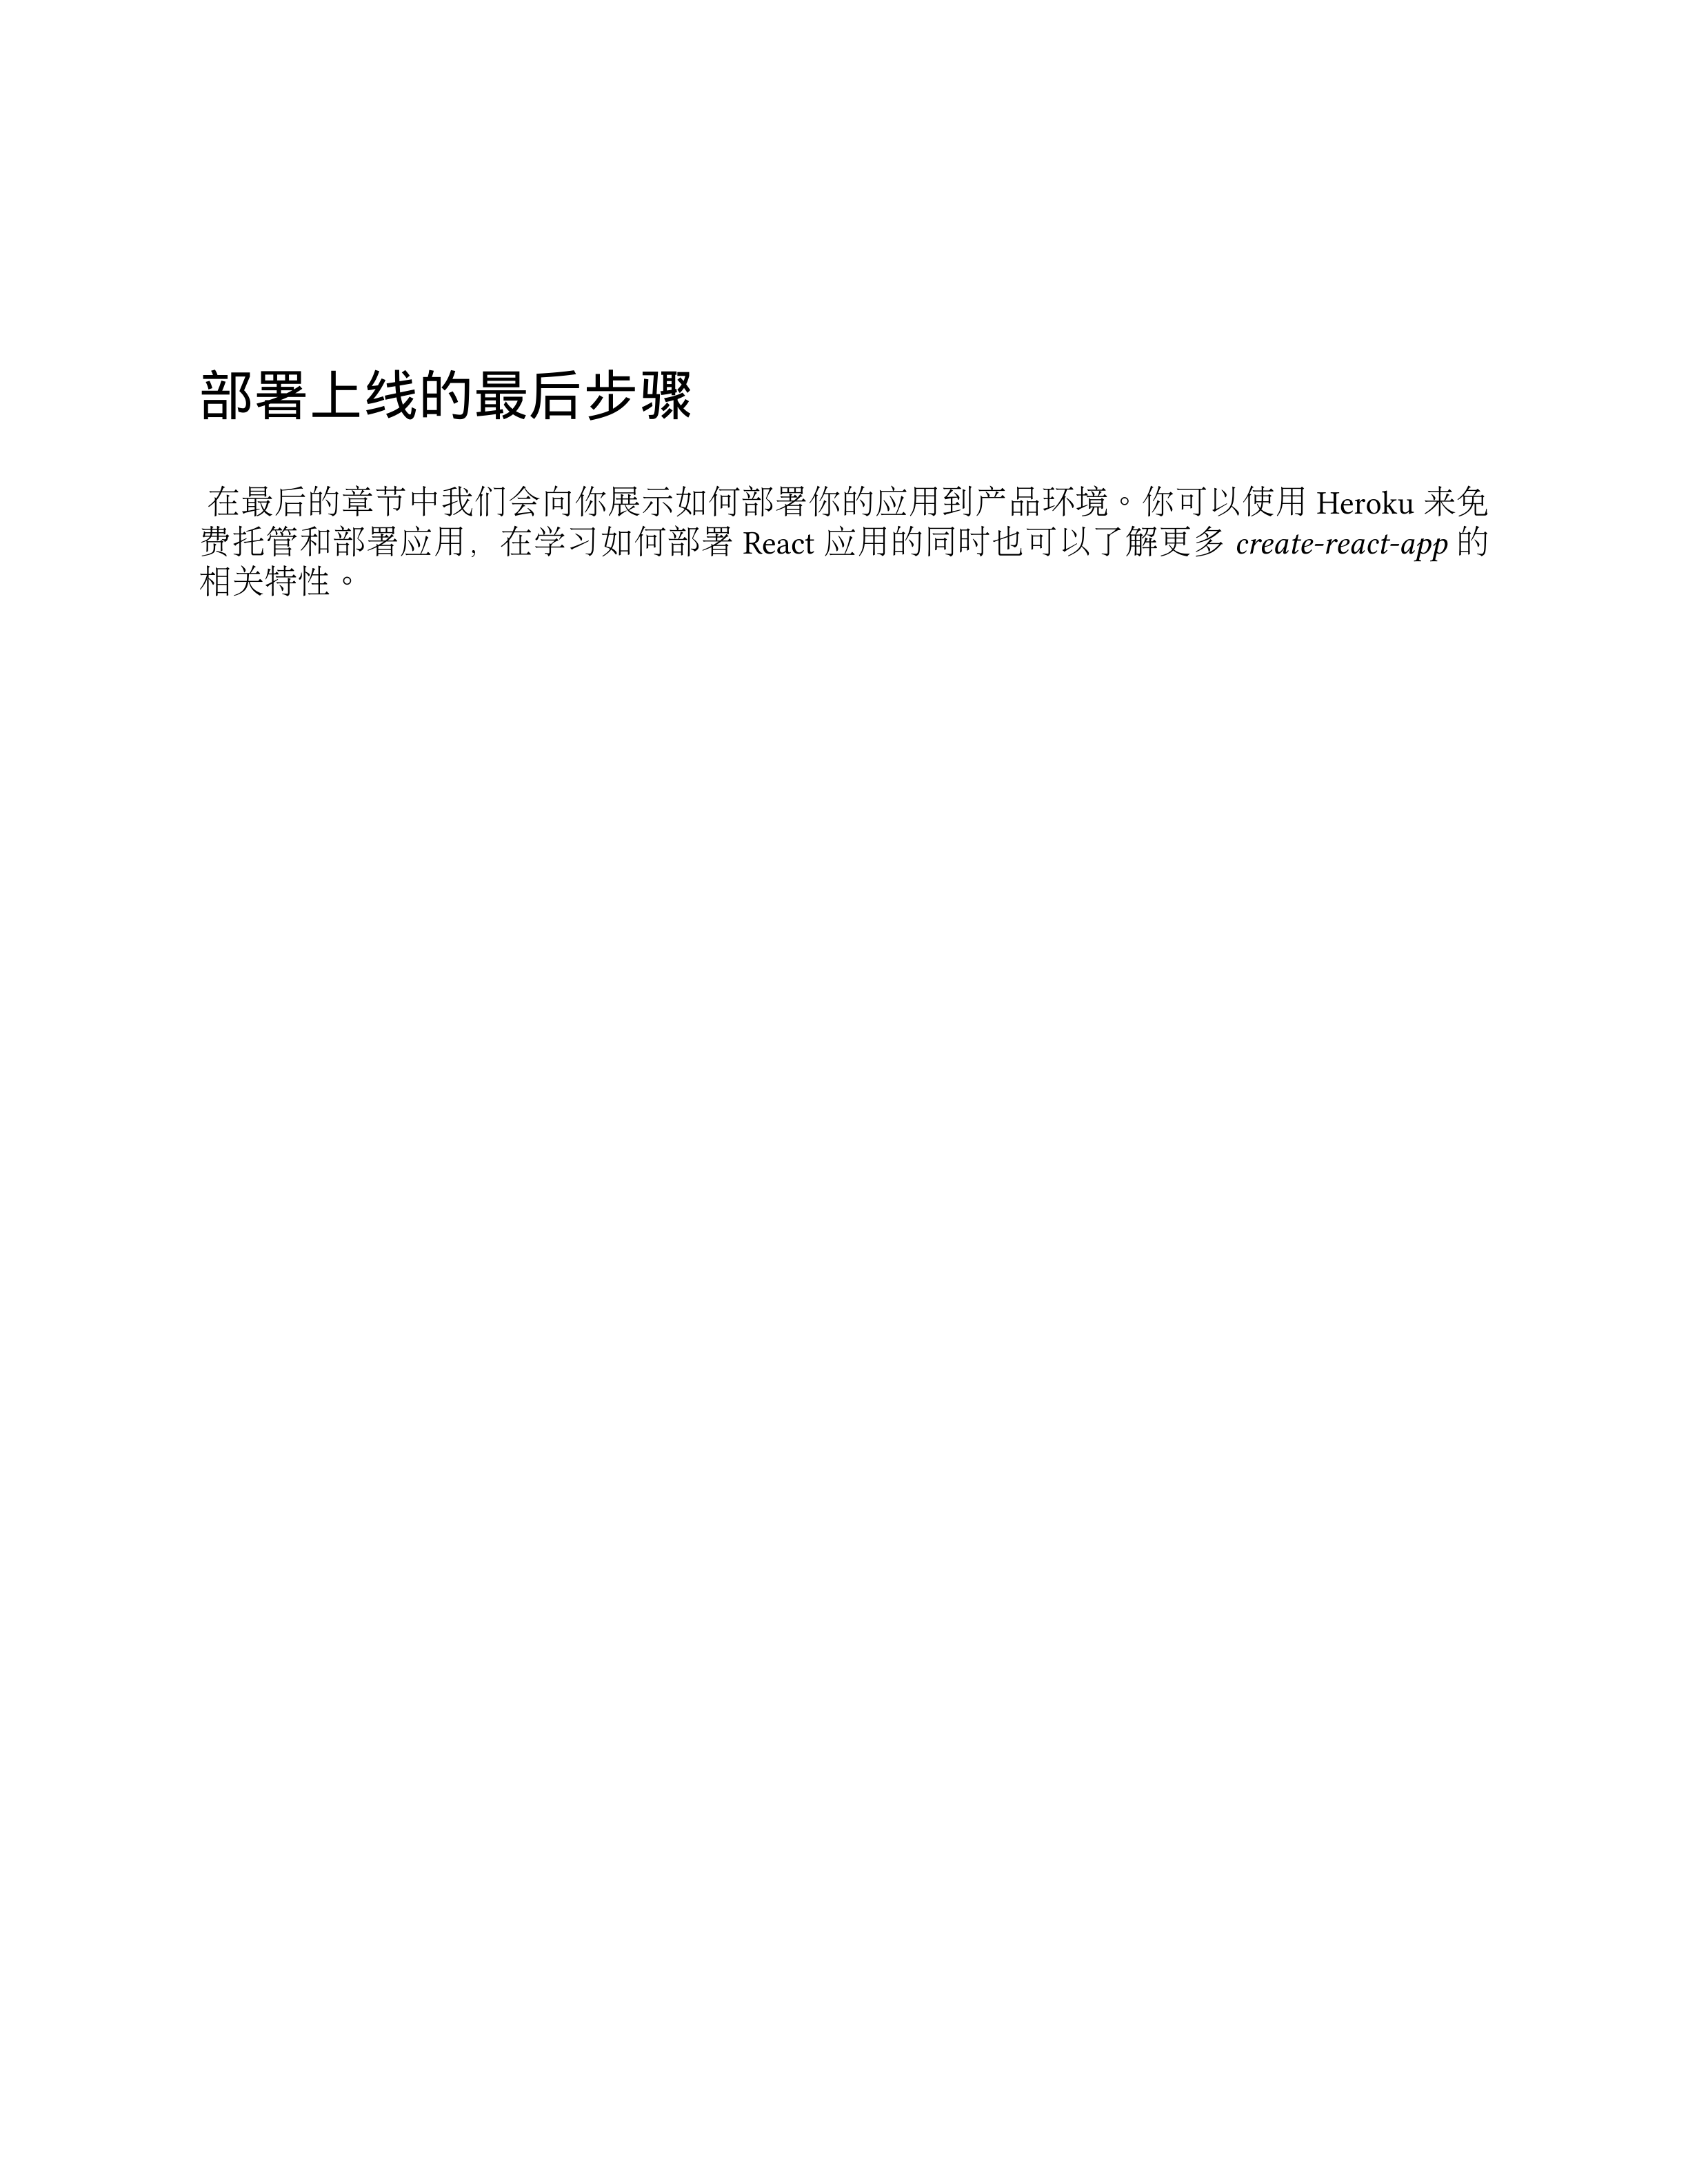 部署上线的最后步骤
在最后的章节中我们会向你展示如何部署你的应用到产品环境。你可以使用 Heroku 来免
费托管和部署应用，在学习如何部署 React 应用的同时也可以了解更多 create-react-app 的
相关特性。